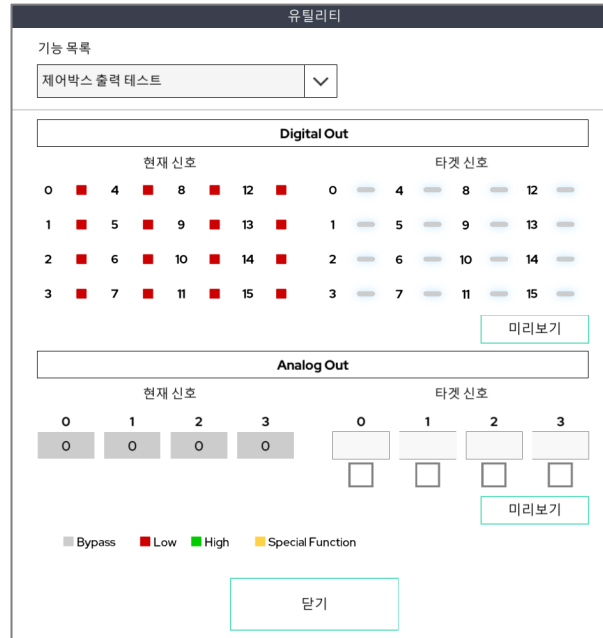 유틸리티
기능 목록
제어박스 출력 테스트
Digital Out
현재 신호 타겟 신호
0 4 8 12 0 4 8 12
1 5 9 13 1 5 9 13
2 6 10 14 2 6 10 14
3 7 11 15 3 7 11 15
미리보기
Analog Out
현재 신호 타겟 신호
0 1 2 3 0 1 2 3
0 0 0 0
미리보기
Bypass Low High Special Function
닫기